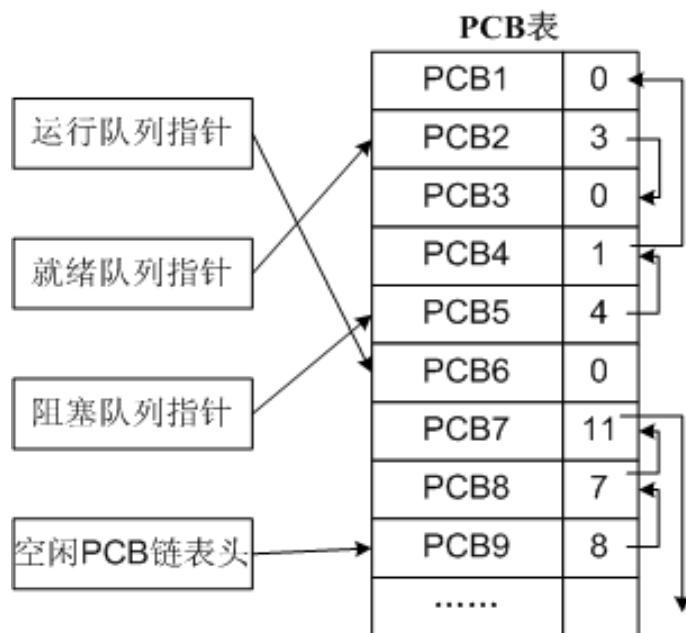 PCB表
运行队列指针
就绪队列指针
阻塞队列指针
空闲PCB链表头
PCB1 0
PCB2 3
PCB3 0
PCB4 1
PCB5 4
PCB6 0
PCB7 11
PCB8 7
PCB9 8
……